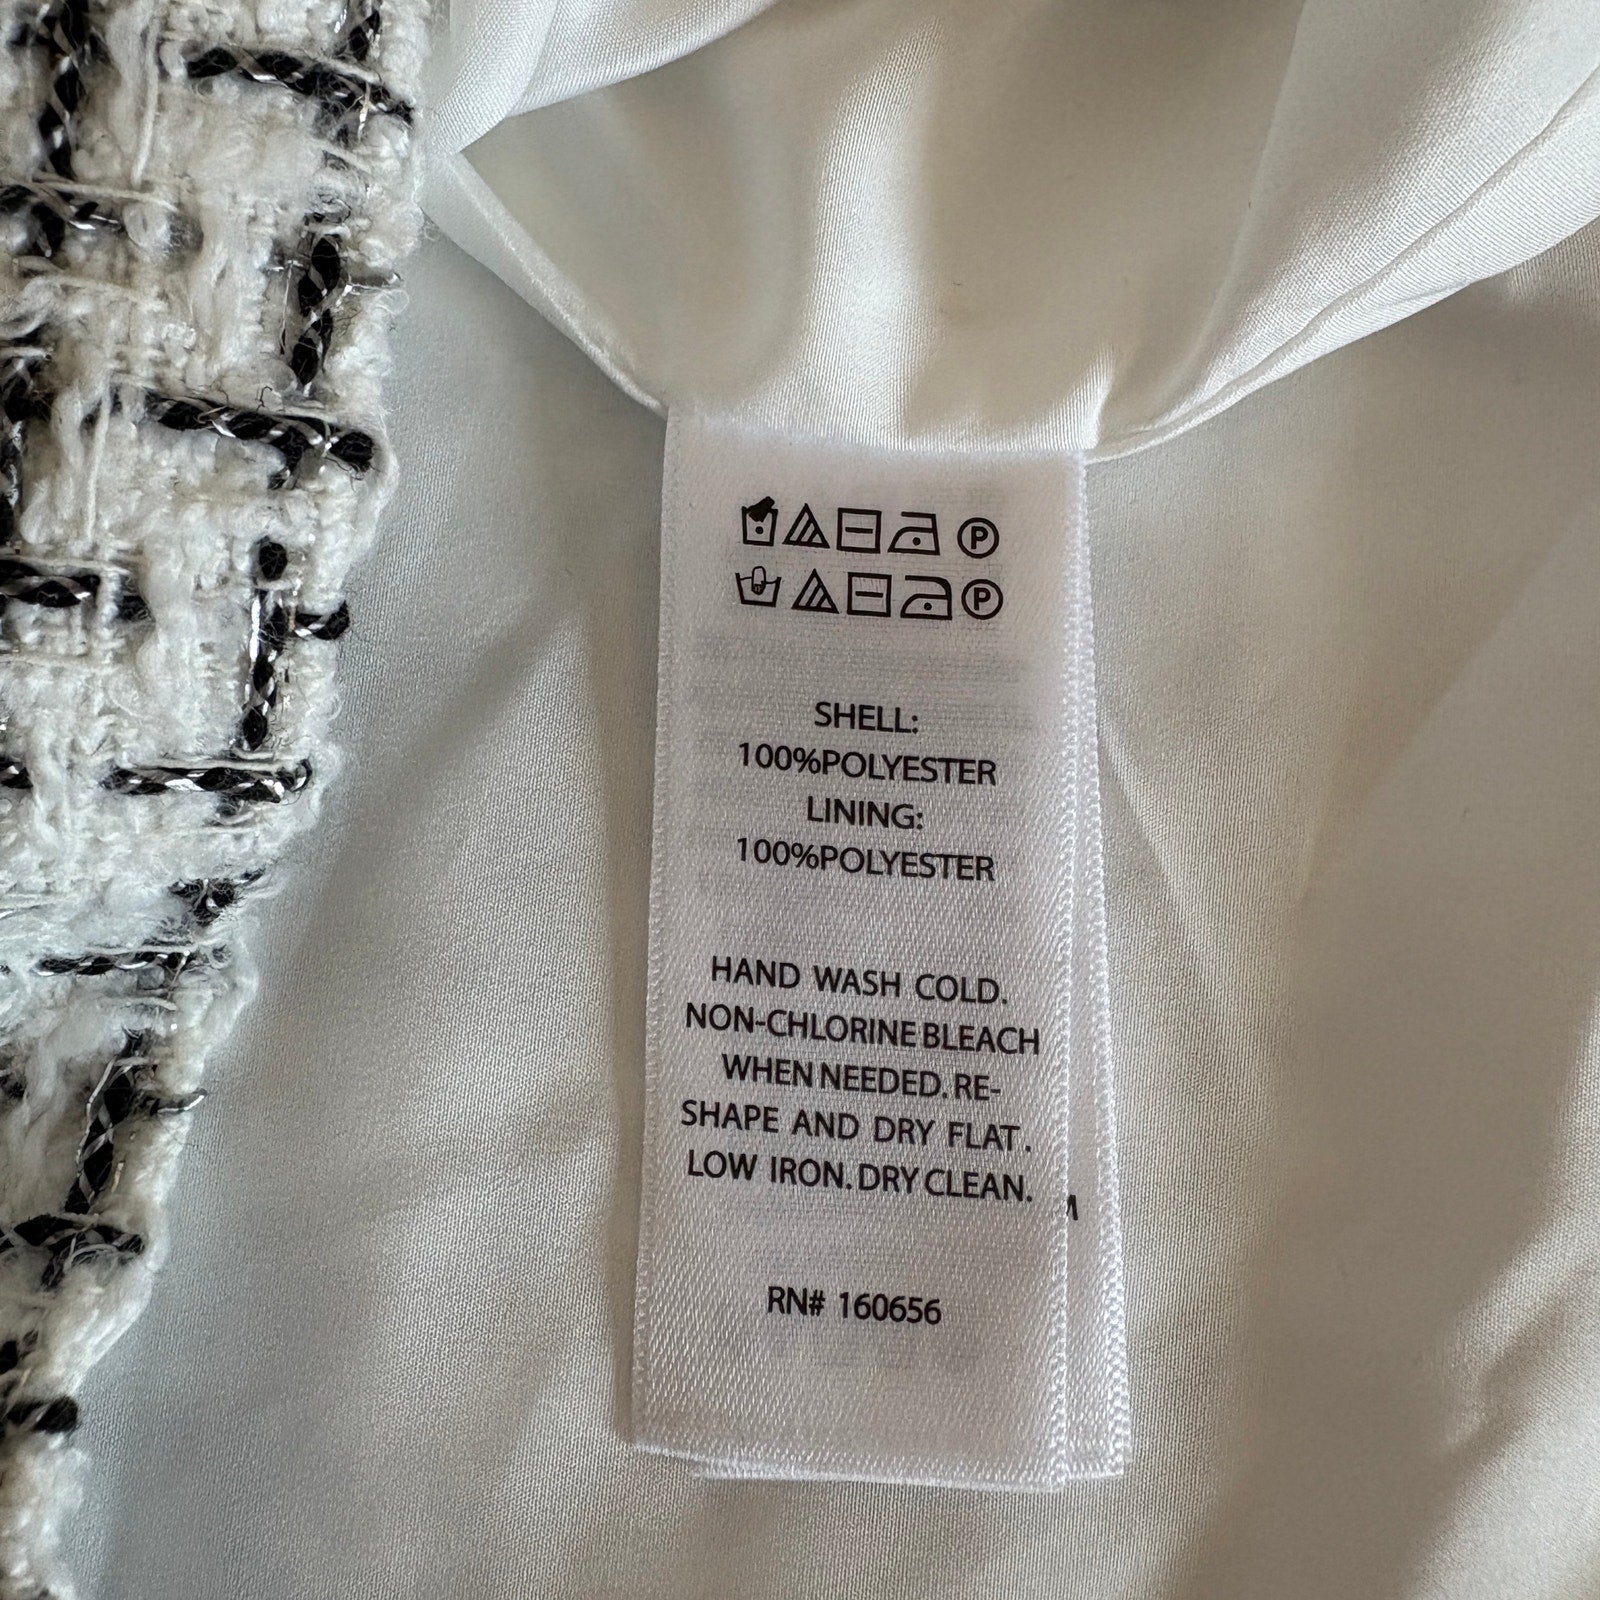 P
P
SHELL:
100%POLYESTER
LINING:
100%POLYESTER
HAND WASH COLD.
NON-CHLORINE BLEACH
WHEN NEEDED. RE-
SHAPE AND DRY FLAT.
LOW IRON. DRY CLEAN.
RN# 160656